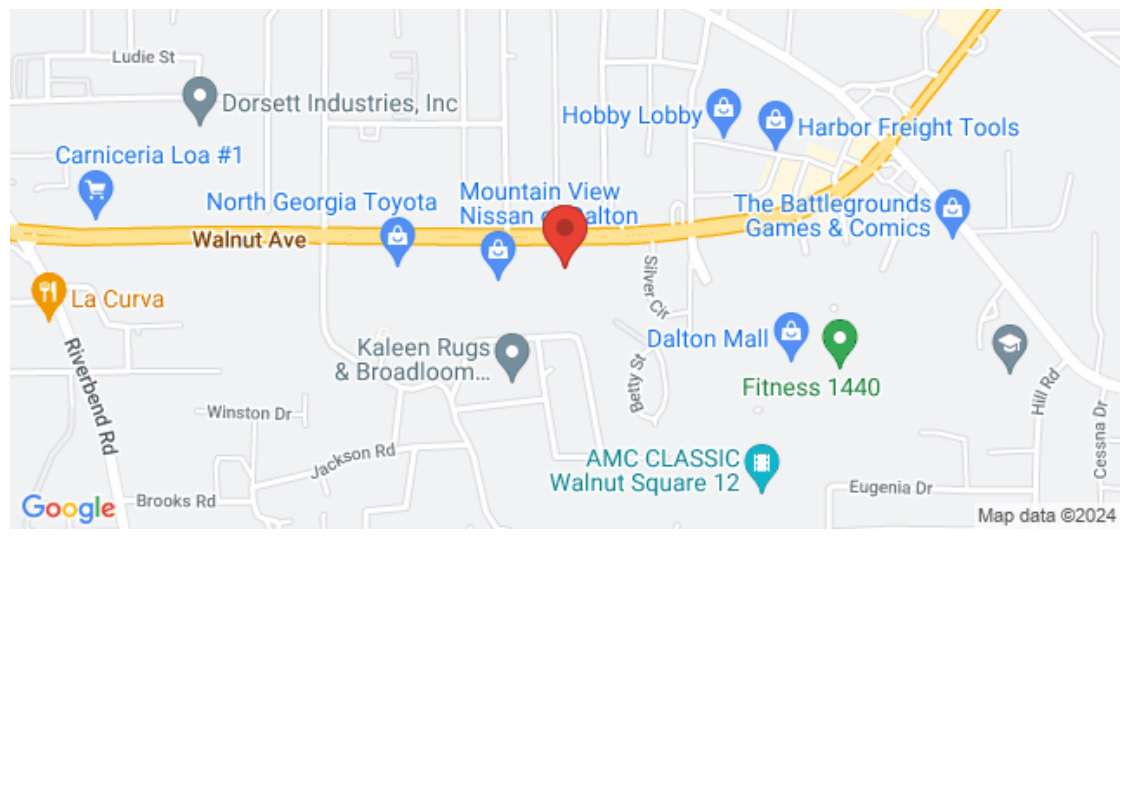 Ludie St
Dorsett Industries, Inc
Hobby Lobby
Harbor Freight Tools
Carniceria Loa #1
North Georgia Toyota
Mountain View
Nissan of Dalton
The Battlegrounds
Games & Comics
Walnut Ave
La Curva
Silver Cir
Riverbend Rd
Kaleen Rugs
& Broadloom...
Dalton Mall
Fitness 1440
Betty St
Hill Rd
Cessna Dr
Winston Dr
Jackson Rd
AMC CLASSIC
Walnut Square 12
Eugenia Dr
Brooks Rd
Google
Map data ©2024